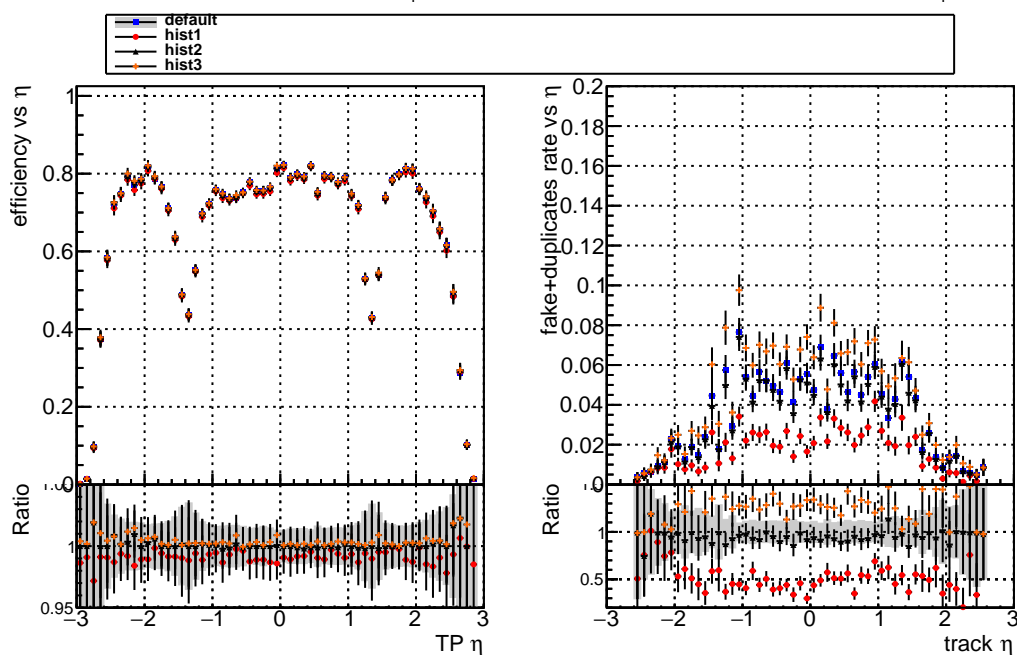 default
hist1
hist2
hist3
efficiency vs η
1
0.8
0.6
0.4
0.2
0
Ratio
1
0.95
−3 −2 −1 0 1 2 3
TP η
fake+duplicates rate vs η
0.2
0.18
0.16
0.14
0.12
0.1
0.08
0.06
0.04
0.02
0
Ratio
1
0.5
−3 −2 −1 0 1 2 3
track η